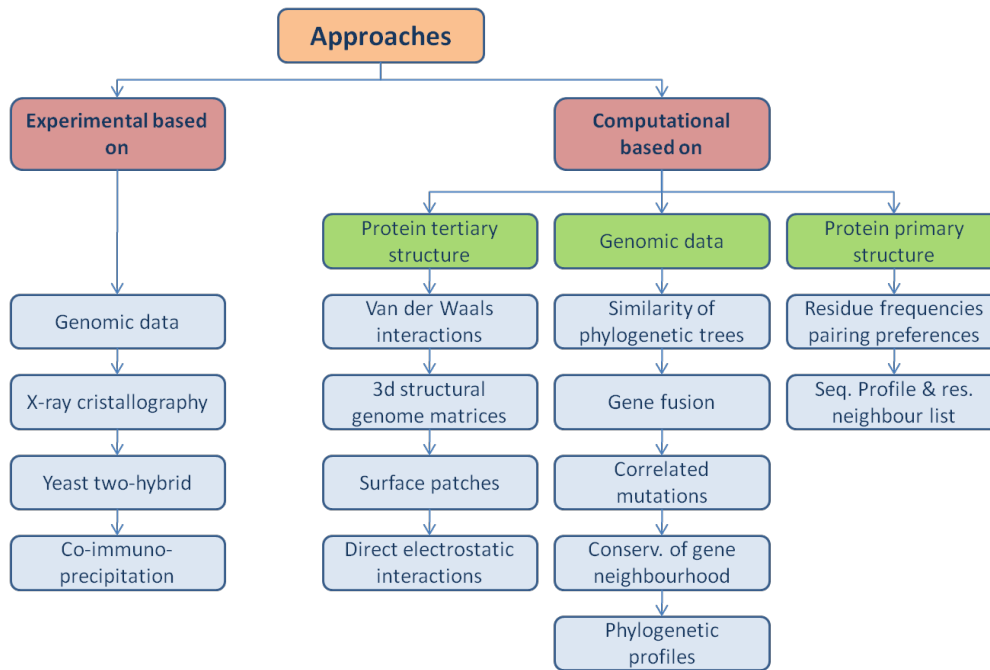 Approaches
Experimental based
on
Computational
based on
Protein tertiary
structure
Genomic data
Protein primary
structure
Genomic data
X-ray cristallography
Yeast two-hybrid
Co-immuno-
precipitation
Van der Waals
interactions
3d structural
genome matrices
Surface patches
Direct electrostatic
interactions
Similarity of
phylogenetic trees
Gene fusion
Correlated
mutations
Conserv. of gene
neighbourhood
Phylogenetic
profiles
Residue frequencies
pairing preferences
Seq. Profile & res.
neighbour list